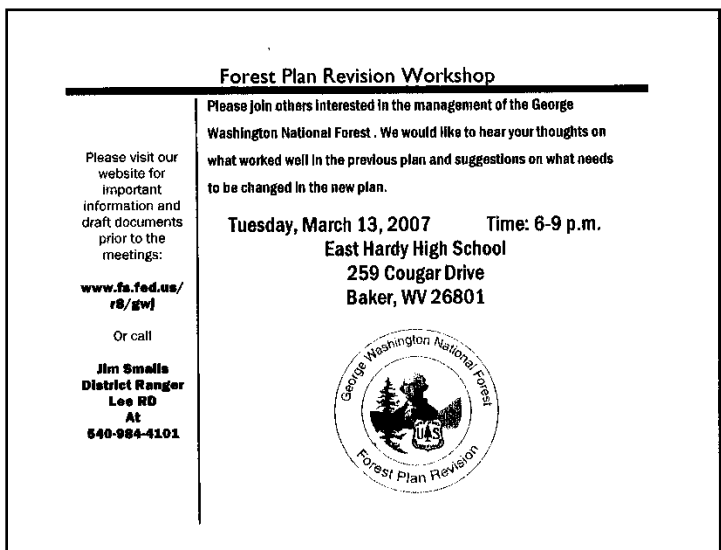 Forest Plan Revision Workshop
Please visit our
website for
important
information and
draft documents
prior to the
meetings:
www.fs.fed.us/
r8/gwj
Or call
Jim Smalls
District Ranger
Lee RD
At
540-984-4101
Please join others interested in the management of the George
Washington National Forest . We would like to hear your thoughts on
what worked well in the previous plan and suggestions on what needs
to be changed in the new plan.
Tuesday, March 13, 2007 Time: 6-9 p.m.
East Hardy High School
259 Cougar Drive
Baker, WV 26801
George Washington National Forest
U S
Forest Plan Revision